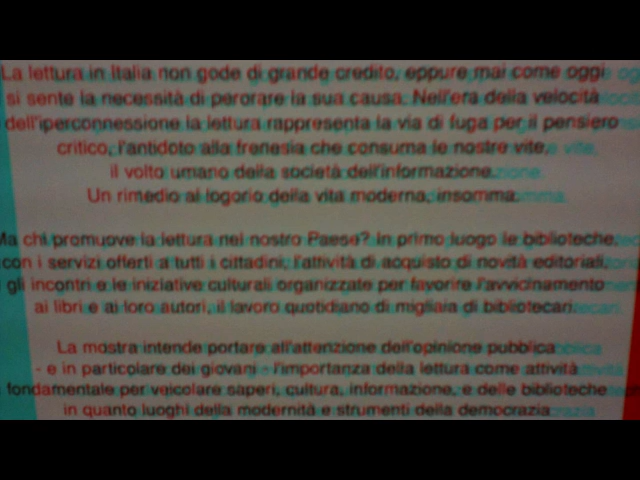 La lettura in Italia non gode di grande credito, eppure mai come oggi
si sente la necessità di perorare la sua causa. Nell'era della velocità
dell'iperconnessione la lettura rappresenta la via di fuga per il pensiero
critico, l'antidoto alla frenesia che consuma le nostre vite,
il volto umano della società dell'informazione.
Un rimedio al logorio della vita moderna, insomma.
Ma chi promuove la lettura nel nostro Paese? In primo luogo le biblioteche,
con i servizi offerti a tutti i cittadini, l'attività di acquisto di novità editoriali,
gli incontri e le iniziative culturali organizzate per favorire l'avvicinamento
ai libri e ai loro autori, il lavoro quotidiano di migliaia di bibliotecari.
La mostra intende portare all'attenzione dell'opinione pubblica
- e in particolare dei giovani - l'importanza della lettura come attività
fondamentale per veicolare saperi, cultura, informazione, e delle biblioteche
in quanto luoghi della modernità e strumenti della democrazia